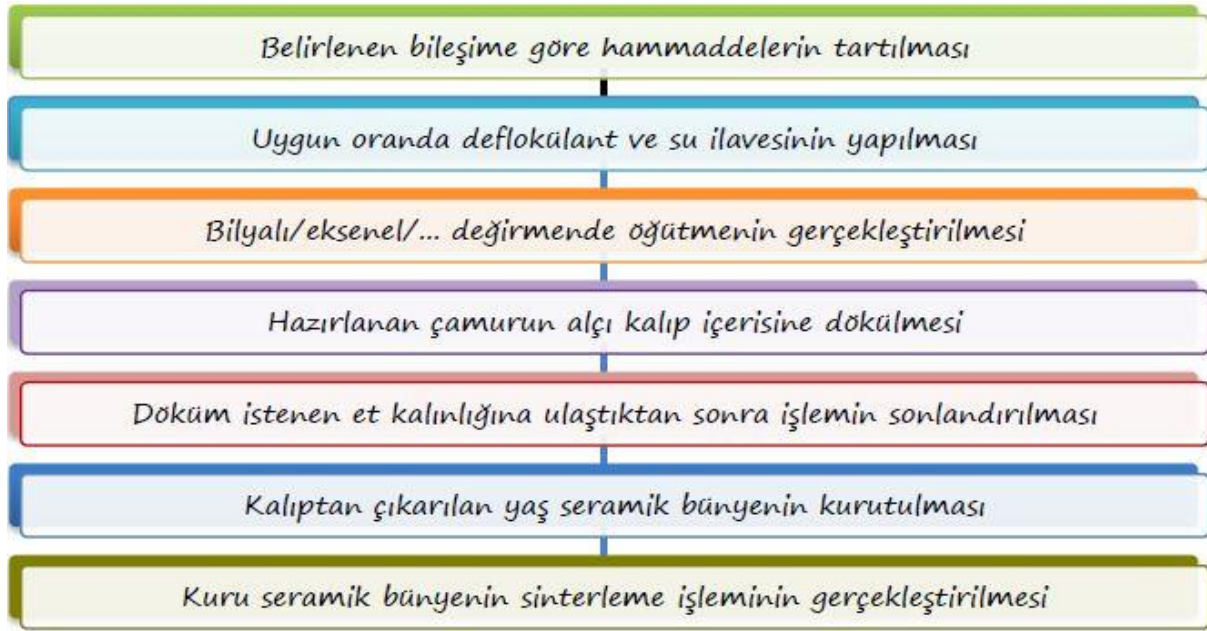 Belirlenen bileşime göre hammaddelerin tartılması
Uygun oranda deflokülant ve su ilavesinin yapılması
Bilyalı/eksenel/... değirmende öğütmenin gerçekleştirilmesi
Hazırlanan çamurun alçı kalıp içerisine dökülmesi
Döküm istenen et kalınlığına ulaştıktan sonra işlemin sonlandırılması
Kalıptan çıkarılan yaş seramik bünyenin kurutulması
Kuru seramik bünyenin sinterleme işleminin gerçekleştirilmesi